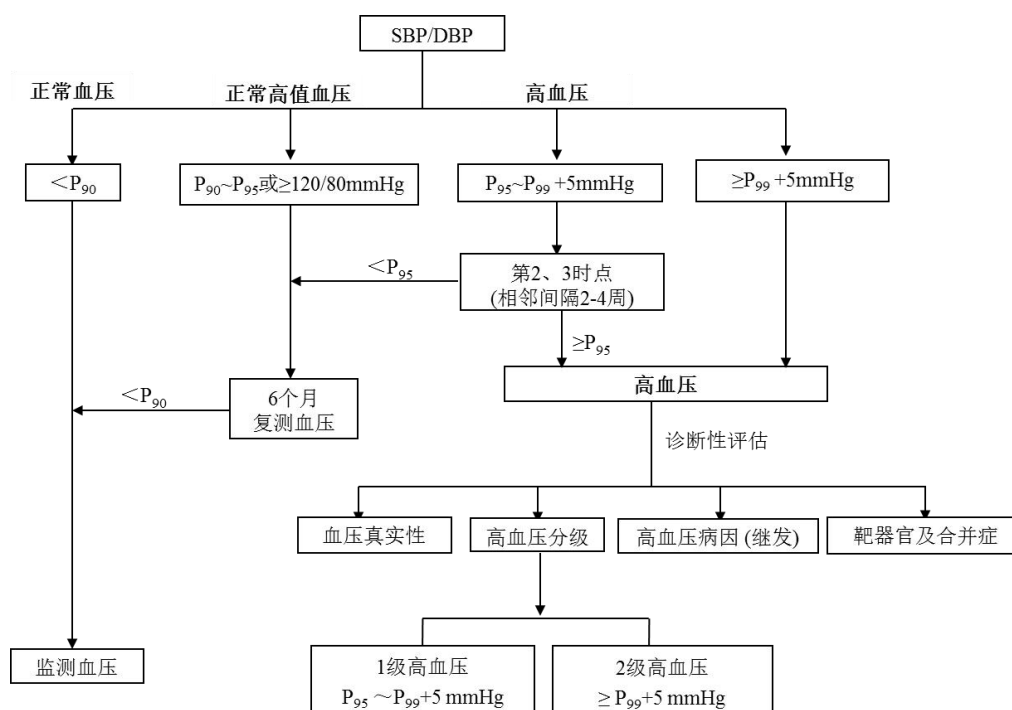 SBP/DBP
正常血压
正常高值血压
高血压
<P90
P90~P95或≥120/80mmHg
P95~P99 +5mmHg
≥P99 +5mmHg
<P95
第2、3时点
(相邻间隔2-4周)
≥P95
高血压
<P90
6个月
复测血压
诊断性评估
血压真实性
高血压分级
高血压病因 (继发)
靶器官及合并症
监测血压
1级高血压
P95 ~P99+5 mmHg
2级高血压
≥ P99+5 mmHg